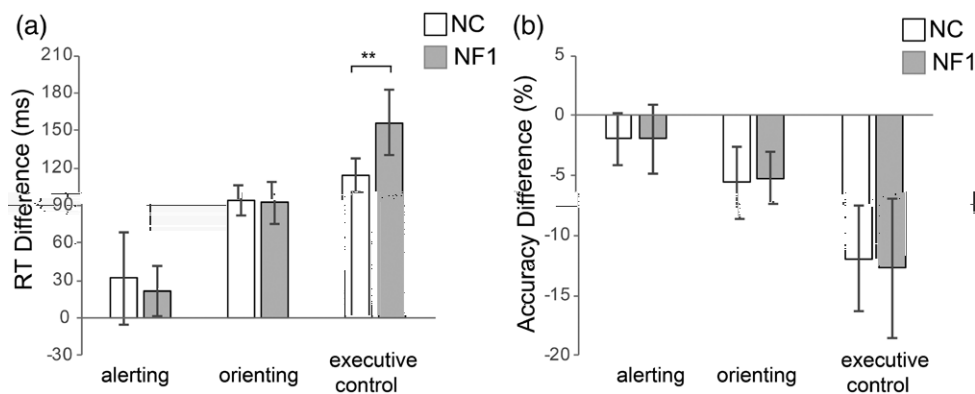 (a)
NC
NF1
RT Difference (ms)
210
180
150
120
90
60
30
0
-30
**
alerting
orienting
executive
control
(b)
NC
NF1
Accuracy Difference (%)
5
0
-5
-10
-15
-20
alerting
orienting
executive
control